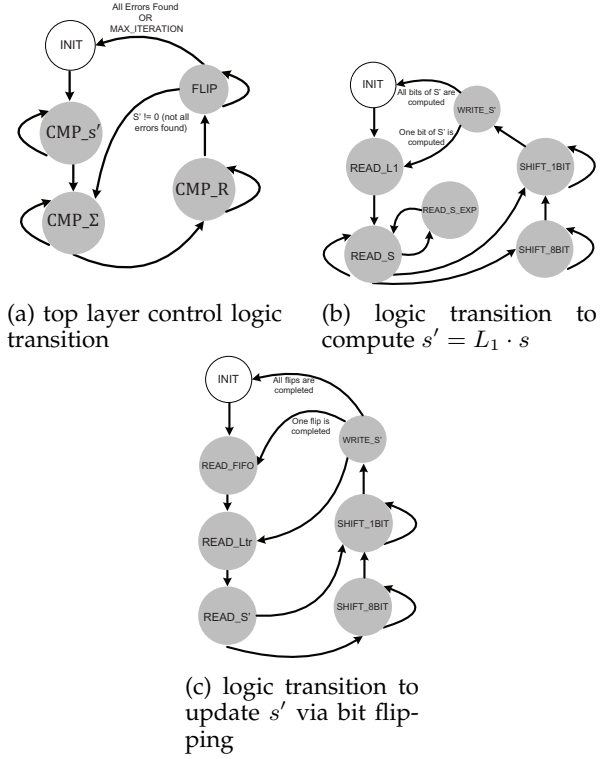 All Errors Found
OR
MAX_ITERATION
INIT
FLIP
S' != 0 (not all
errors found)
CMP_s′
CMP_R
CMP_Σ
(a) top layer control logic
transition
INIT
All bits of S' are
computed
WRITE_S'
One bit of S' is
computed
READ_L1
SHIFT_1BIT
READ_S_EXP
READ_S
SHIFT_8BIT
(b) logic transition to
compute s′ = L₁ · s
INIT
All flips are
completed
One flip is
completed
WRITE_S'
READ_FIFO
READ_Ltr
SHIFT_1BIT
READ_S'
SHIFT_8BIT
(c) logic transition to
update s′ via bit flip-
ping